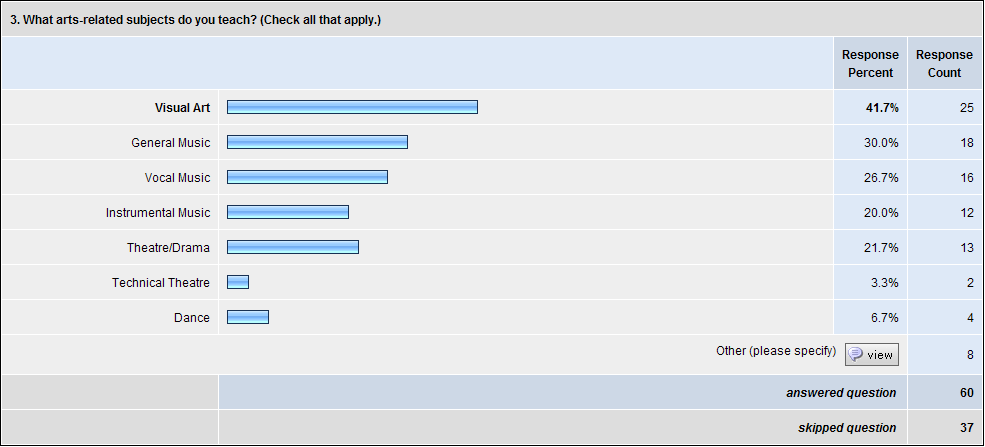 3. What arts-related subjects do you teach? (Check all that apply.)
Response Percent Response Count
Visual Art 41.7% 25
General Music 30.0% 18
Vocal Music 26.7% 16
Instrumental Music 20.0% 12
Theatre/Drama 21.7% 13
Technical Theatre 3.3% 2
Dance 6.7% 4
Other (please specify) view 8
answered question 60
skipped question 37